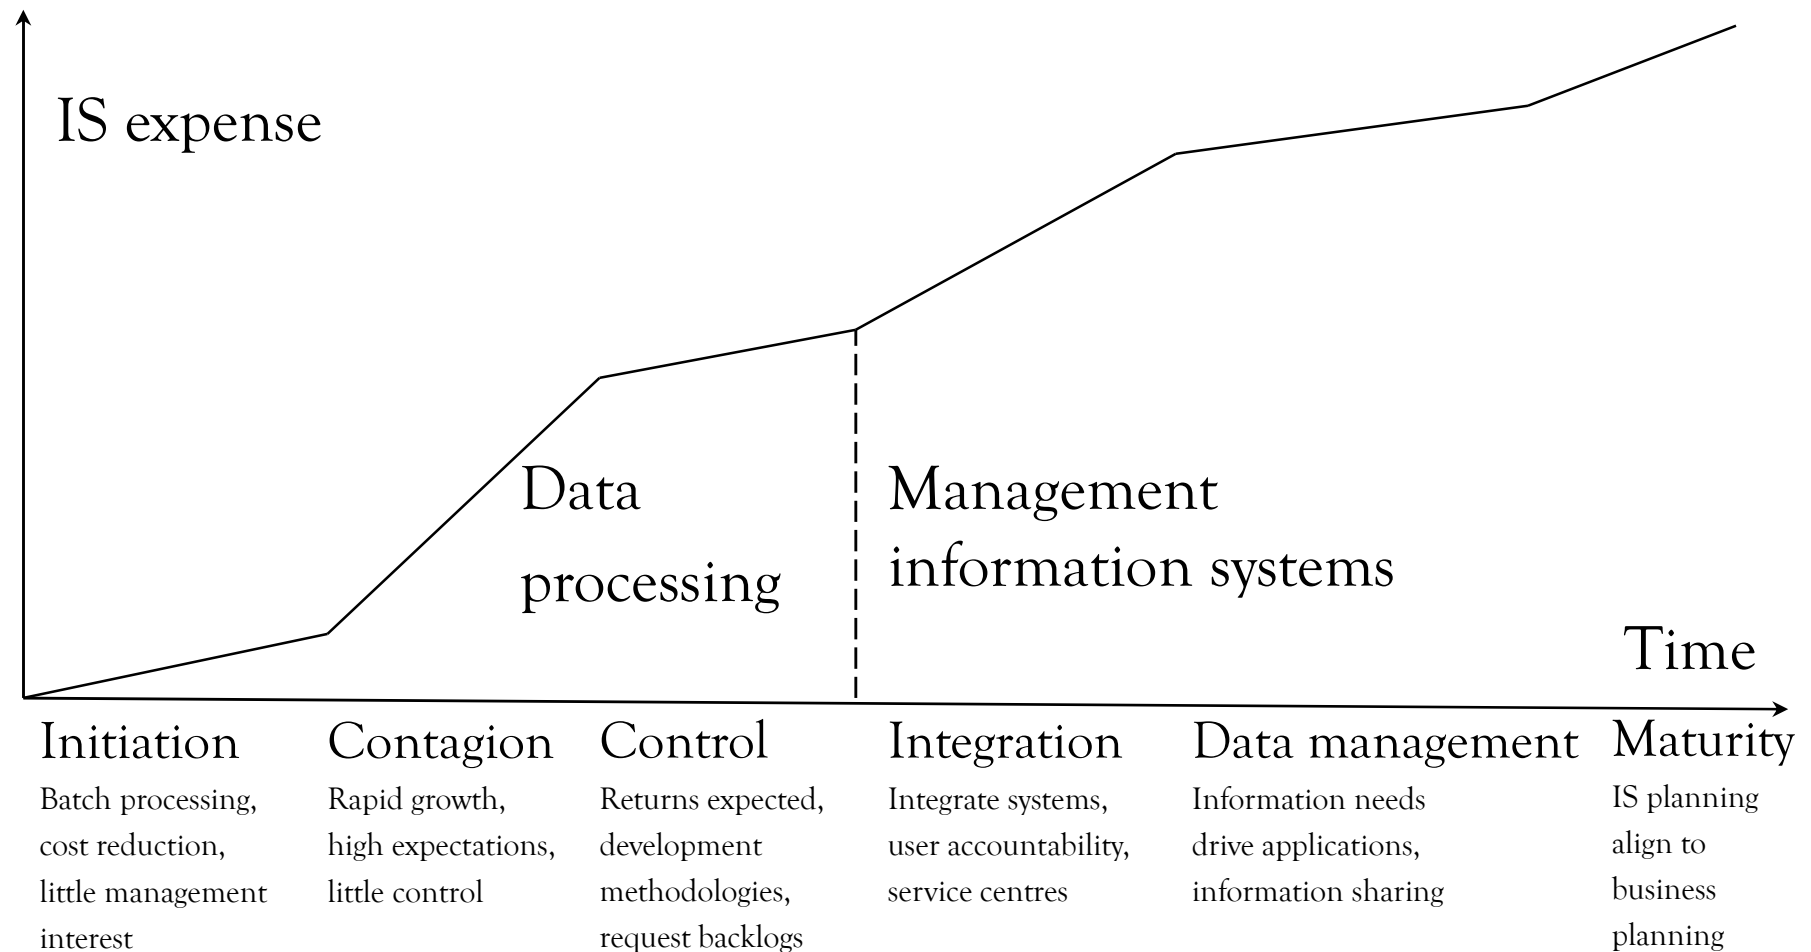 IS expense
Data
processing
Management
information systems
Time
Initiation
Batch processing,
cost reduction,
little management
interest
Contagion
Rapid growth,
high expectations,
little control
Control
Returns expected,
development
methodologies,
request backlogs
Integration
Integrate systems,
user accountability,
service centres
Data management
Information needs
drive applications,
information sharing
Maturity
IS planning
align to
business
planning